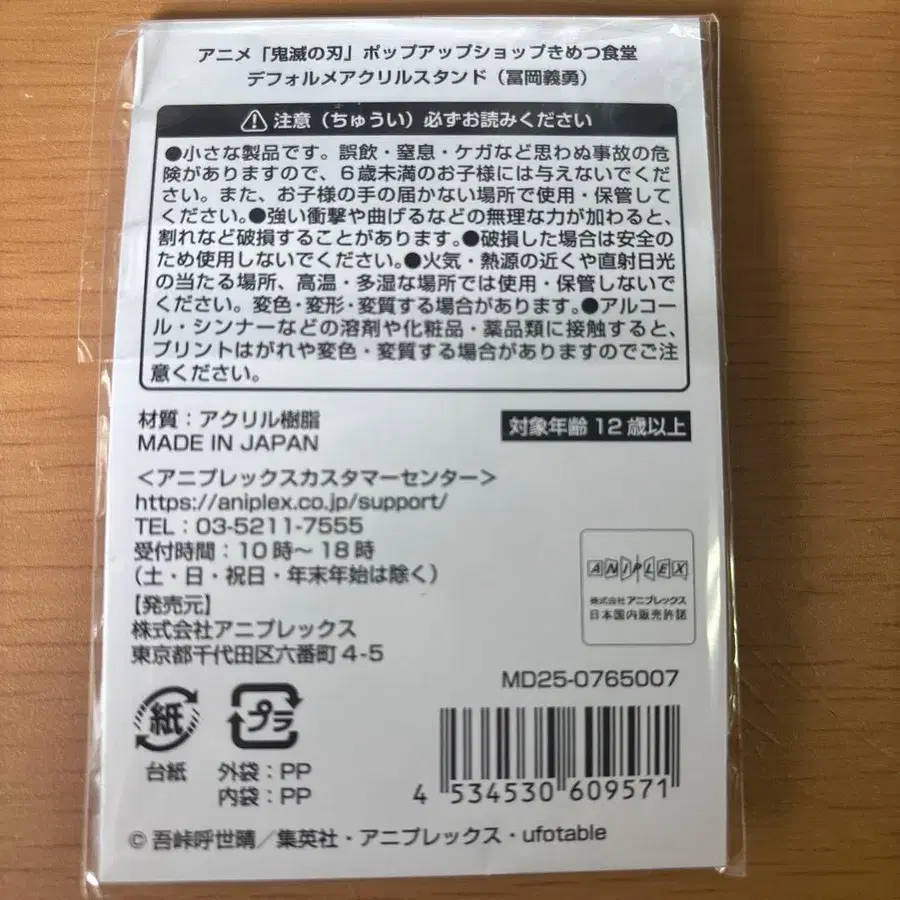 アニメ「鬼滅の刃」ポップアップショップきめつ食堂
デフォルメアクリルスタンド（冨岡義勇）
注意（ちゅうい）必ずお読みください
●小さな製品です。誤飲・窒息・ケガなど思わぬ事故の危
険がありますので、６歳未満のお子様には与えないでくだ
さい。また、お子様の手の届かない場所で使用・保管して
ください。●強い衝撃や曲げるなどの無理な力が加わると、
割れなど破損することがあります。●破損した場合は安全の
ため使用しないでください。●火気・熱源の近くや直射日光
の当たる場所、高温・多湿な場所では使用・保管しないで
ください。変色・変形・変質する場合があります。●アルコー
ル・シンナーなどの溶剤や化粧品・薬品類に接触すると、
プリントはがれや変色・変質する場合がありますのでご注
意ください。
材質：アクリル樹脂
MADE IN JAPAN
対象年齢 12 歳以上
＜アニプレックスカスタマーセンター＞
https://aniplex.co.jp/support/
TEL：03-5211-7555
受付時間：10時～18時
（土・日・祝日・年末年始は除く）
【発売元】
株式会社アニプレックス
東京都千代田区六番町 4-5
ANIPLEX
株式会社アニプレックス
日本国内販売許諾
MD25-0765007
紙
プラ
台紙
外袋：PP
内袋：PP
4 534530 609571
© 吾峠呼世晴／集英社・アニプレックス・ufotable